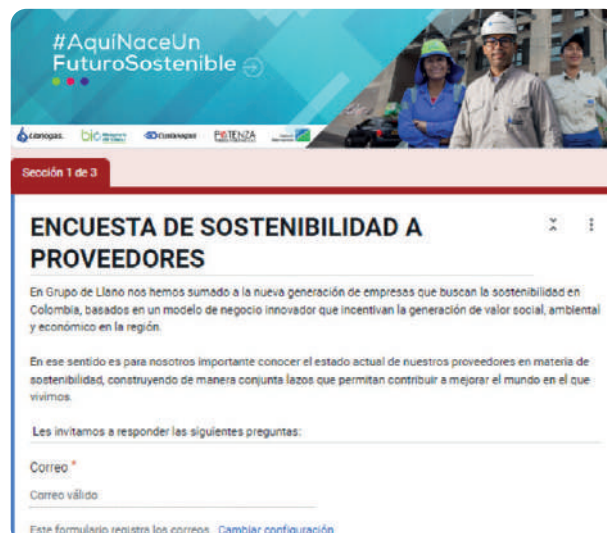 #AquíNaceUn
FuturoSostenible
Llanogas. bio Cusianagas POTENZA
Sección 1 de 3
ENCUESTA DE SOSTENIBILIDAD A
PROVEEDORES
En Grupo de Llano nos hemos sumado a la nueva generación de empresas que buscan la sostenibilidad en
Colombia, basados en un modelo de negocio innovador que incentivan la generación de valor social, ambiental
y económico en la región.
En ese sentido es para nosotros importante conocer el estado actual de nuestros proveedores en materia de
sostenibilidad, construyendo de manera conjunta lazos que permitan contribuir a mejorar el mundo en el que
vivimos.
Les invitamos a responder las siguientes preguntas:
Correo *
Correo válido
Este formulario registra los correos. Cambiar configuración